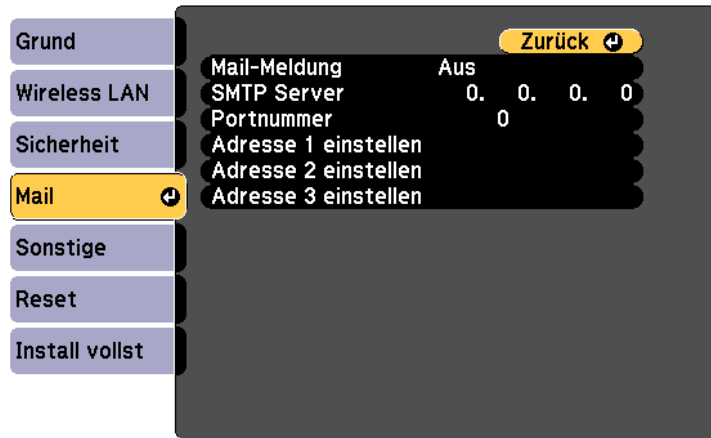 Grund
Wireless LAN
Sicherheit
Mail
Sonstige
Reset
Install vollst
Zurück
Mail-Meldung Aus
SMTP Server 0. 0. 0. 0
Portnummer 0
Adresse 1 einstellen
Adresse 2 einstellen
Adresse 3 einstellen